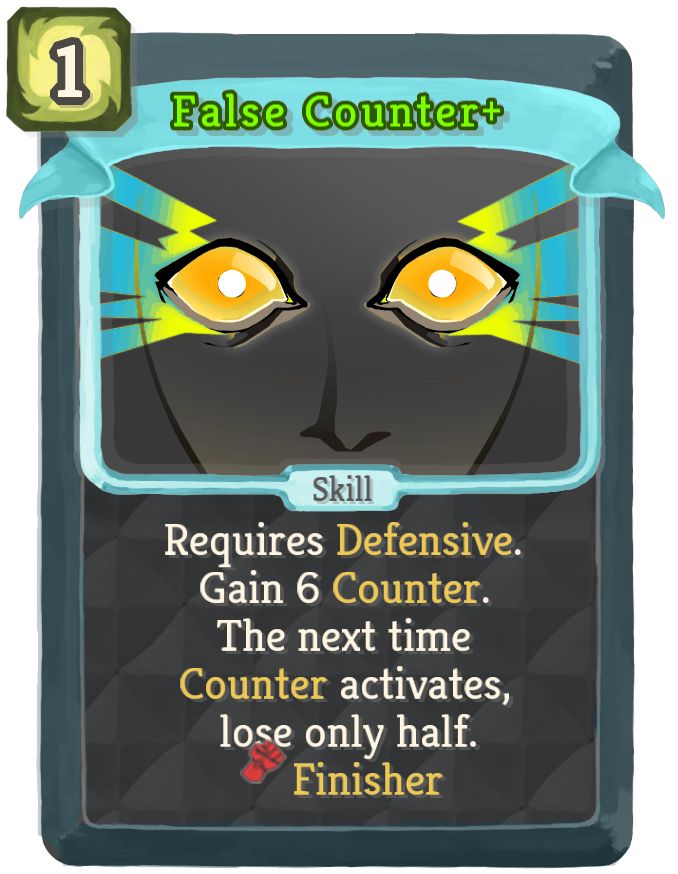 1
False Counter+
Skill
Requires Defensive.
Gain 6 Counter.
The next time
Counter activates,
lose only half.
Finisher